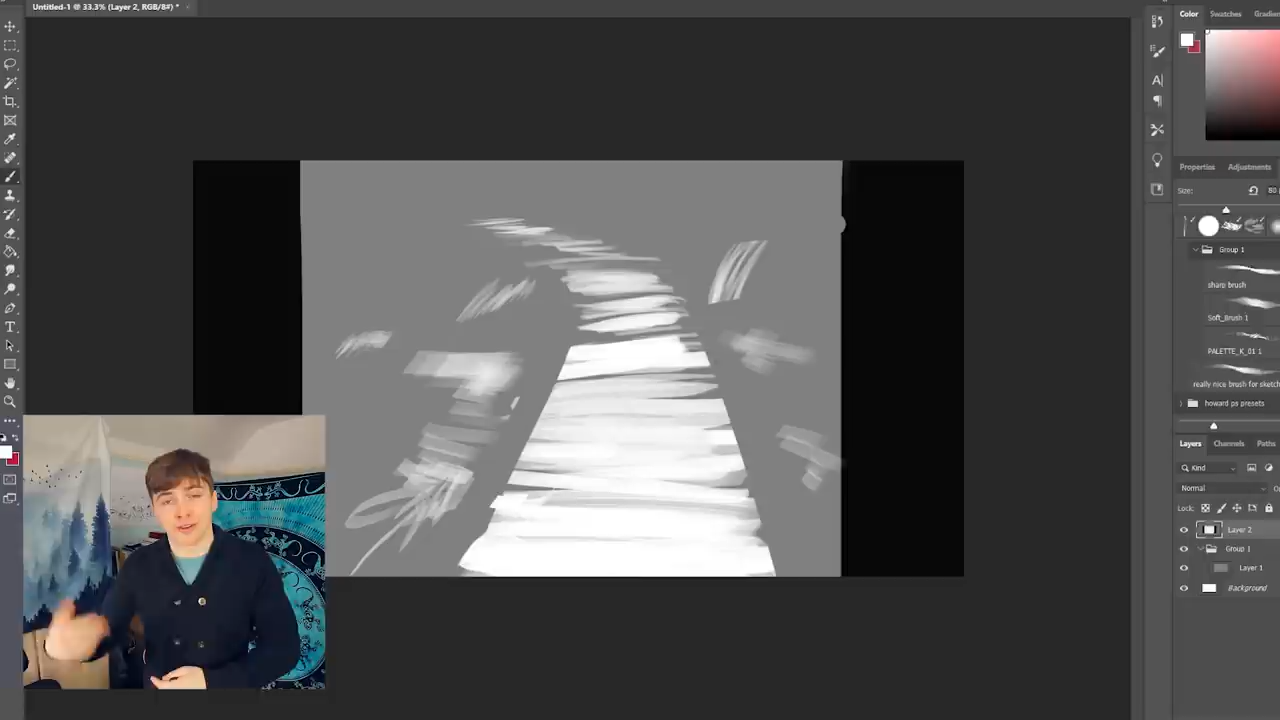 Untitled-1 @ 33.3% (Layer 2, RGB/8#) *
Color
Swatches
Gradien
Properties
Adjustments
Size:
80
Group 1
sharp brush
Soft_Brush 1
PALETTE_K_01 1
really nice brush for sketch
howard ps presets
Layers
Channels
Paths
Kind
Normal
Lock:
Layer 2
Group 1
Layer 1
Background